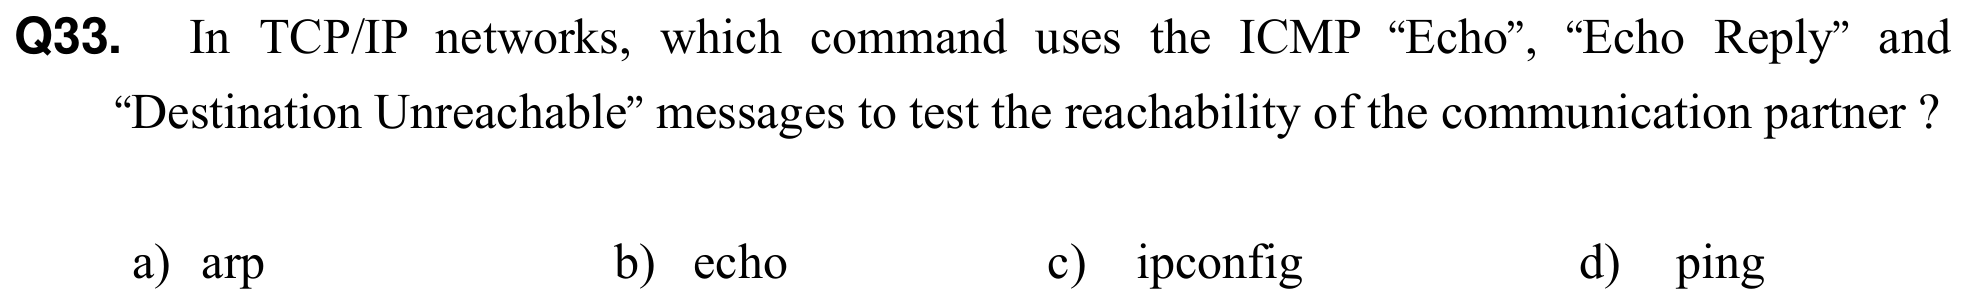 Q33. In TCP/IP networks, which command uses the ICMP “Echo”, “Echo Reply” and
“Destination Unreachable” messages to test the reachability of the communication partner ?
a) arp b) echo c) ipconfig d) ping